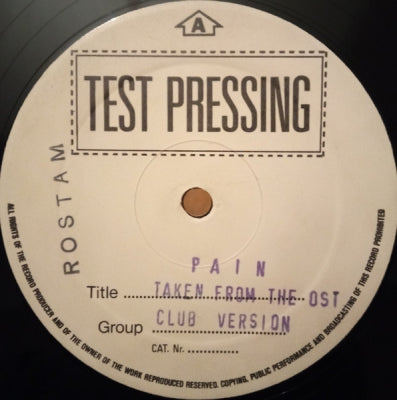 A
TEST PRESSING
ROSTAM
PAIN
Title ........ TAKEN FROM THE OST
Group ........ CLUB VERSION
CAT. Nr. ..............
ALL RIGHTS OF THE RECORD PRODUCER AND OF THE OWNER OF THE WORK REPRODUCED RESERVED. COPYING, PUBLIC PERFORMANCE AND BROADCASTING OF THIS RECORD PROHIBITED